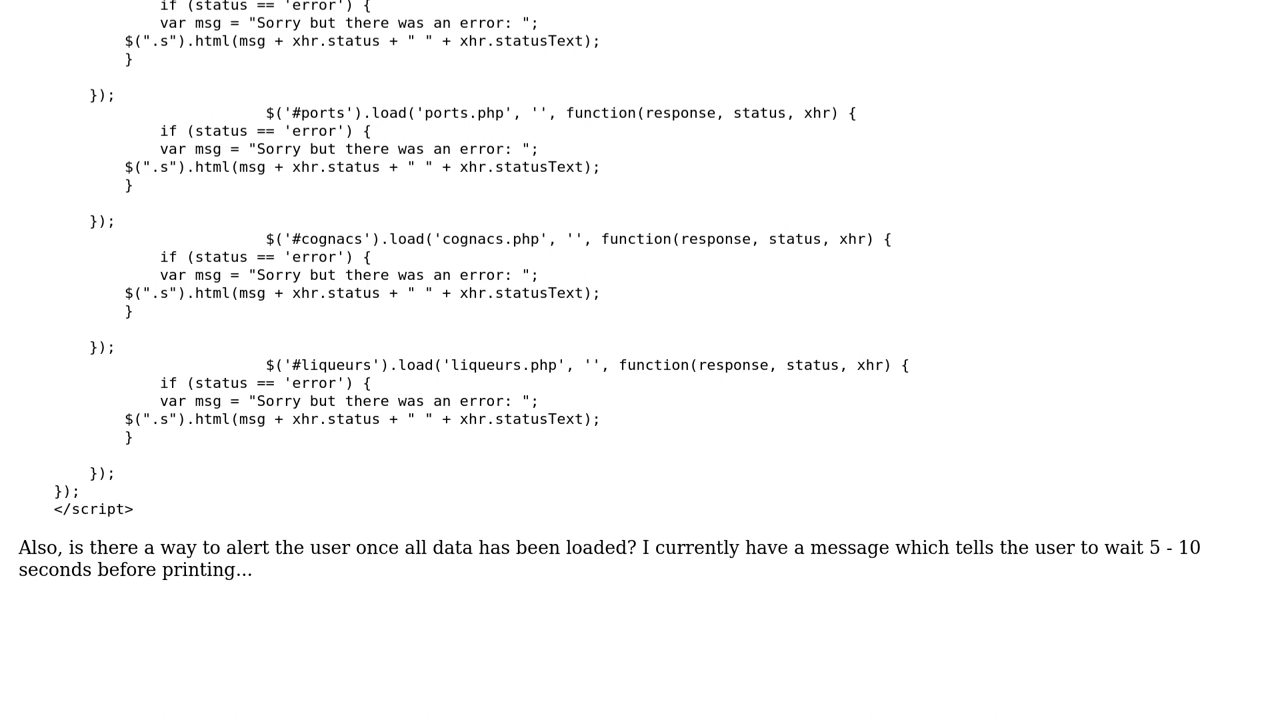 if (status == 'error') {
var msg = "Sorry but there was an error: ";
$(".s").html(msg + xhr.status + " " + xhr.statusText);
}
});
$('#ports').load('ports.php', '', function(response, status, xhr) {
if (status == 'error') {
var msg = "Sorry but there was an error: ";
$(".s").html(msg + xhr.status + " " + xhr.statusText);
}
});
$('#cognacs').load('cognacs.php', '', function(response, status, xhr) {
if (status == 'error') {
var msg = "Sorry but there was an error: ";
$(".s").html(msg + xhr.status + " " + xhr.statusText);
}
});
$('#liqueurs').load('liqueurs.php', '', function(response, status, xhr) {
if (status == 'error') {
var msg = "Sorry but there was an error: ";
$(".s").html(msg + xhr.status + " " + xhr.statusText);
}
});
});
</script>
Also, is there a way to alert the user once all data has been loaded? I currently have a message which tells the user to wait 5 - 10
seconds before printing...